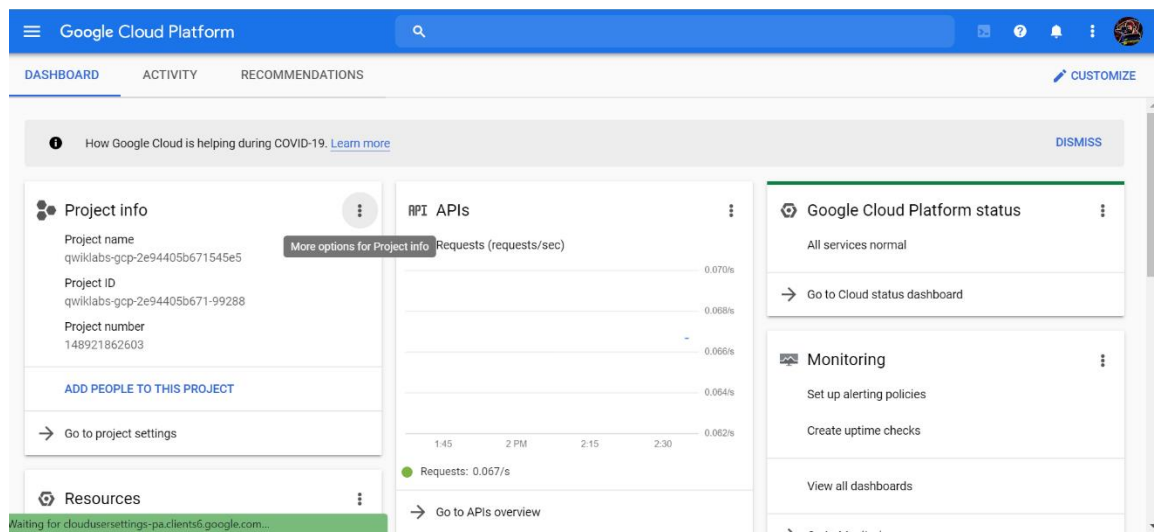 Google Cloud Platform
DASHBOARD
ACTIVITY
RECOMMENDATIONS
CUSTOMIZE
How Google Cloud is helping during COVID-19. Learn more
DISMISS
Project info
More options for Project info
Project name
qwiklabs-gcp-2e94405b671545e5
Project ID
qwiklabs-gcp-2e94405b671-99288
Project number
148921862603
ADD PEOPLE TO THIS PROJECT
Go to project settings
Resources
Waiting for cloudusersettings-pa.clients6.google.com...
API APIs
Requests (requests/sec)
0.070/s
0.068/s
0.066/s
0.064/s
0.062/s
1:45
2 PM
2:15
2:30
Requests: 0.067/s
Go to APIs overview
Google Cloud Platform status
All services normal
Go to Cloud status dashboard
Monitoring
Set up alerting policies
Create uptime checks
View all dashboards